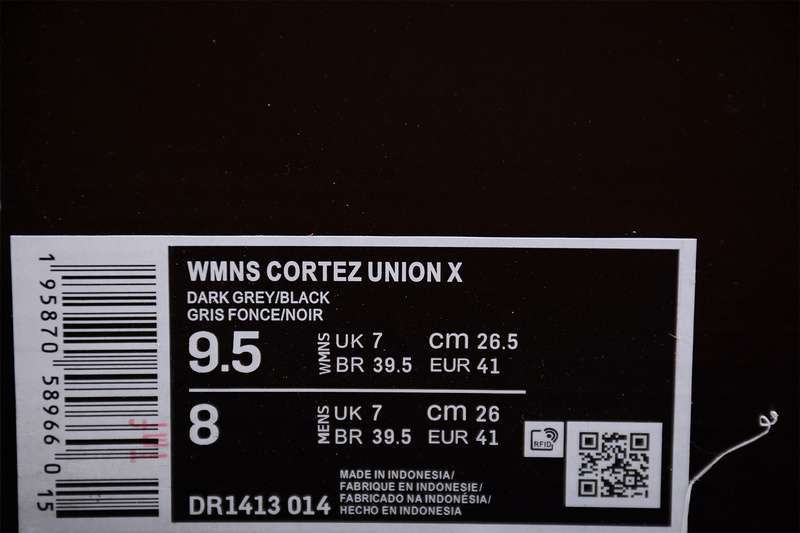 1 95870 58966 0 15
WMNS CORTEZ UNION X
DARK GREY/BLACK
GRIS FONCE/NOIR
9.5 WMNS UK 7 cm 26.5
BR 39.5 EUR 41
8 MENS UK 7 cm 26
BR 39.5 EUR 41
RFID
MADE IN INDONESIA/
FABRIQUE EN INDONESIE/
FABRICADO NA INDONÉSIA/
HECHO EN INDONESIA
DR1413 014